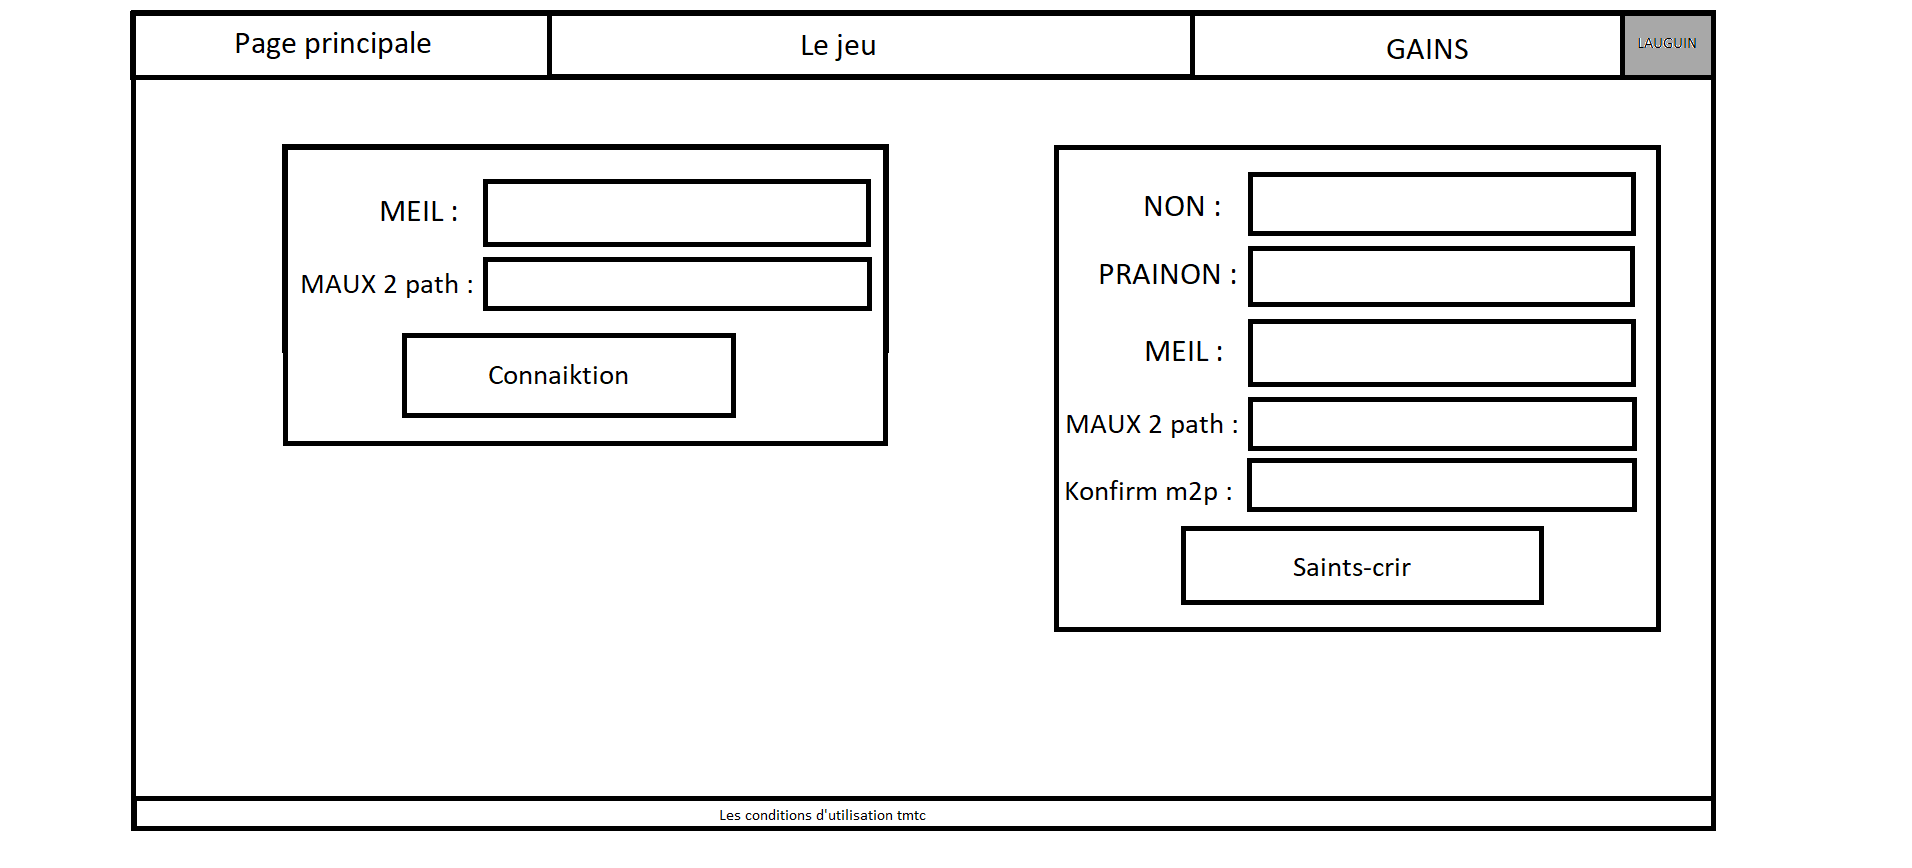 Page principale
Le jeu
GAINS
LAUGUIN
MEIL :
MAUX 2 path :
Connaiktion
NON :
PRAINON :
MEIL :
MAUX 2 path :
Konfirm m2p :
Saints-crir
Les conditions d'utilisation tmtc